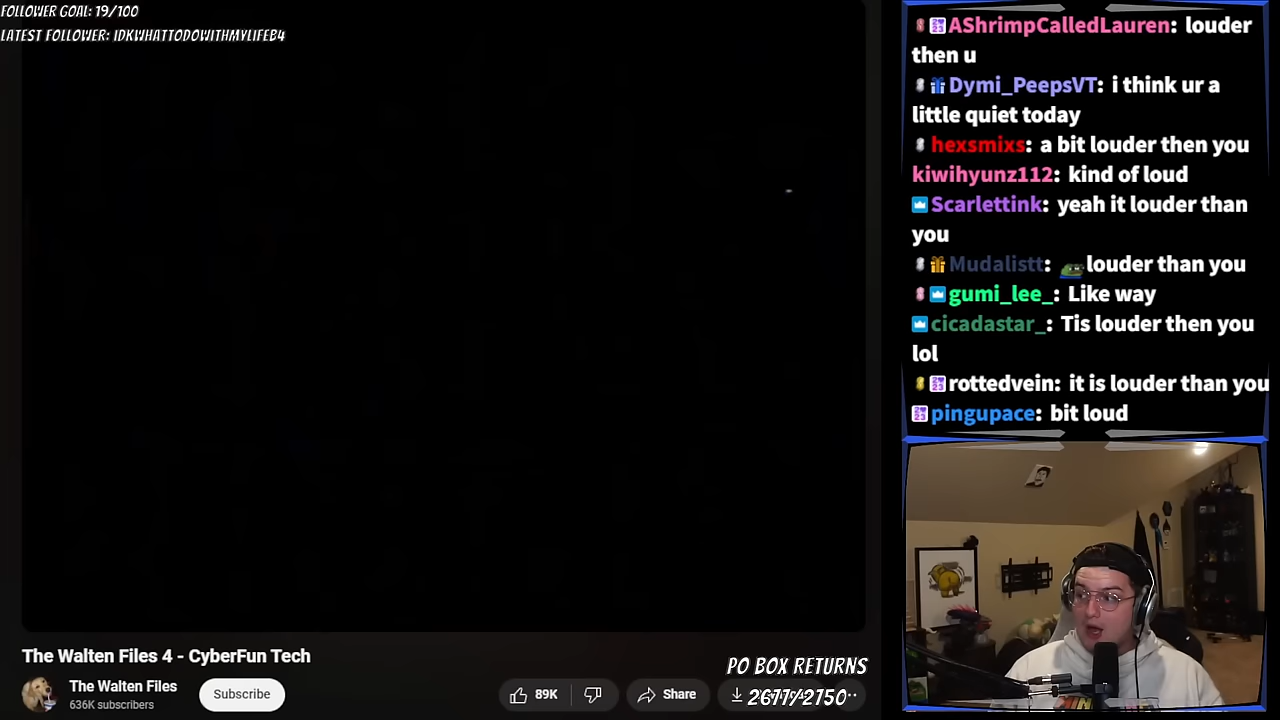 FOLLOWER GOAL: 19/100
LATEST FOLLOWER: IDKWHATTODOWITHMYLIFEB4
AShrimpCalledLauren: louder
then u
Dymi_PeepsVT: i think ur a
little quiet today
hexsmixs: a bit louder then you
kiwihyunz112: kind of loud
Scarlettink: yeah it louder than
you
Mudalistt: louder than you
gumi_lee_: Like way
cicadastar_: Tis louder then you
lol
rottedvein: it is louder than you
pingupace: bit loud
The Walten Files 4 - CyberFun Tech
The Walten Files
636K subscribers
Subscribe
89K
Share
PO BOX RETURNS
2677/2750